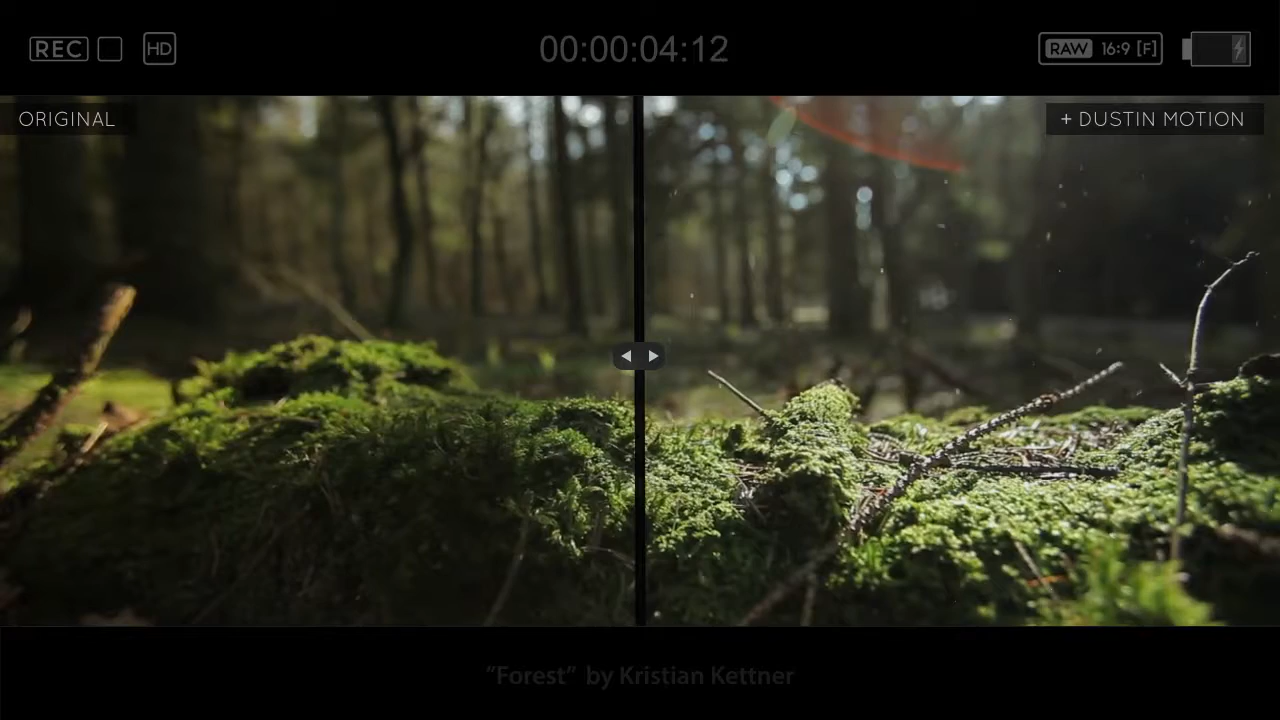 REC HD
00:00:04:12
RAW 16:9 [F]
ORIGINAL
+ DUSTIN MOTION
“Forest” by Kristian Kettner